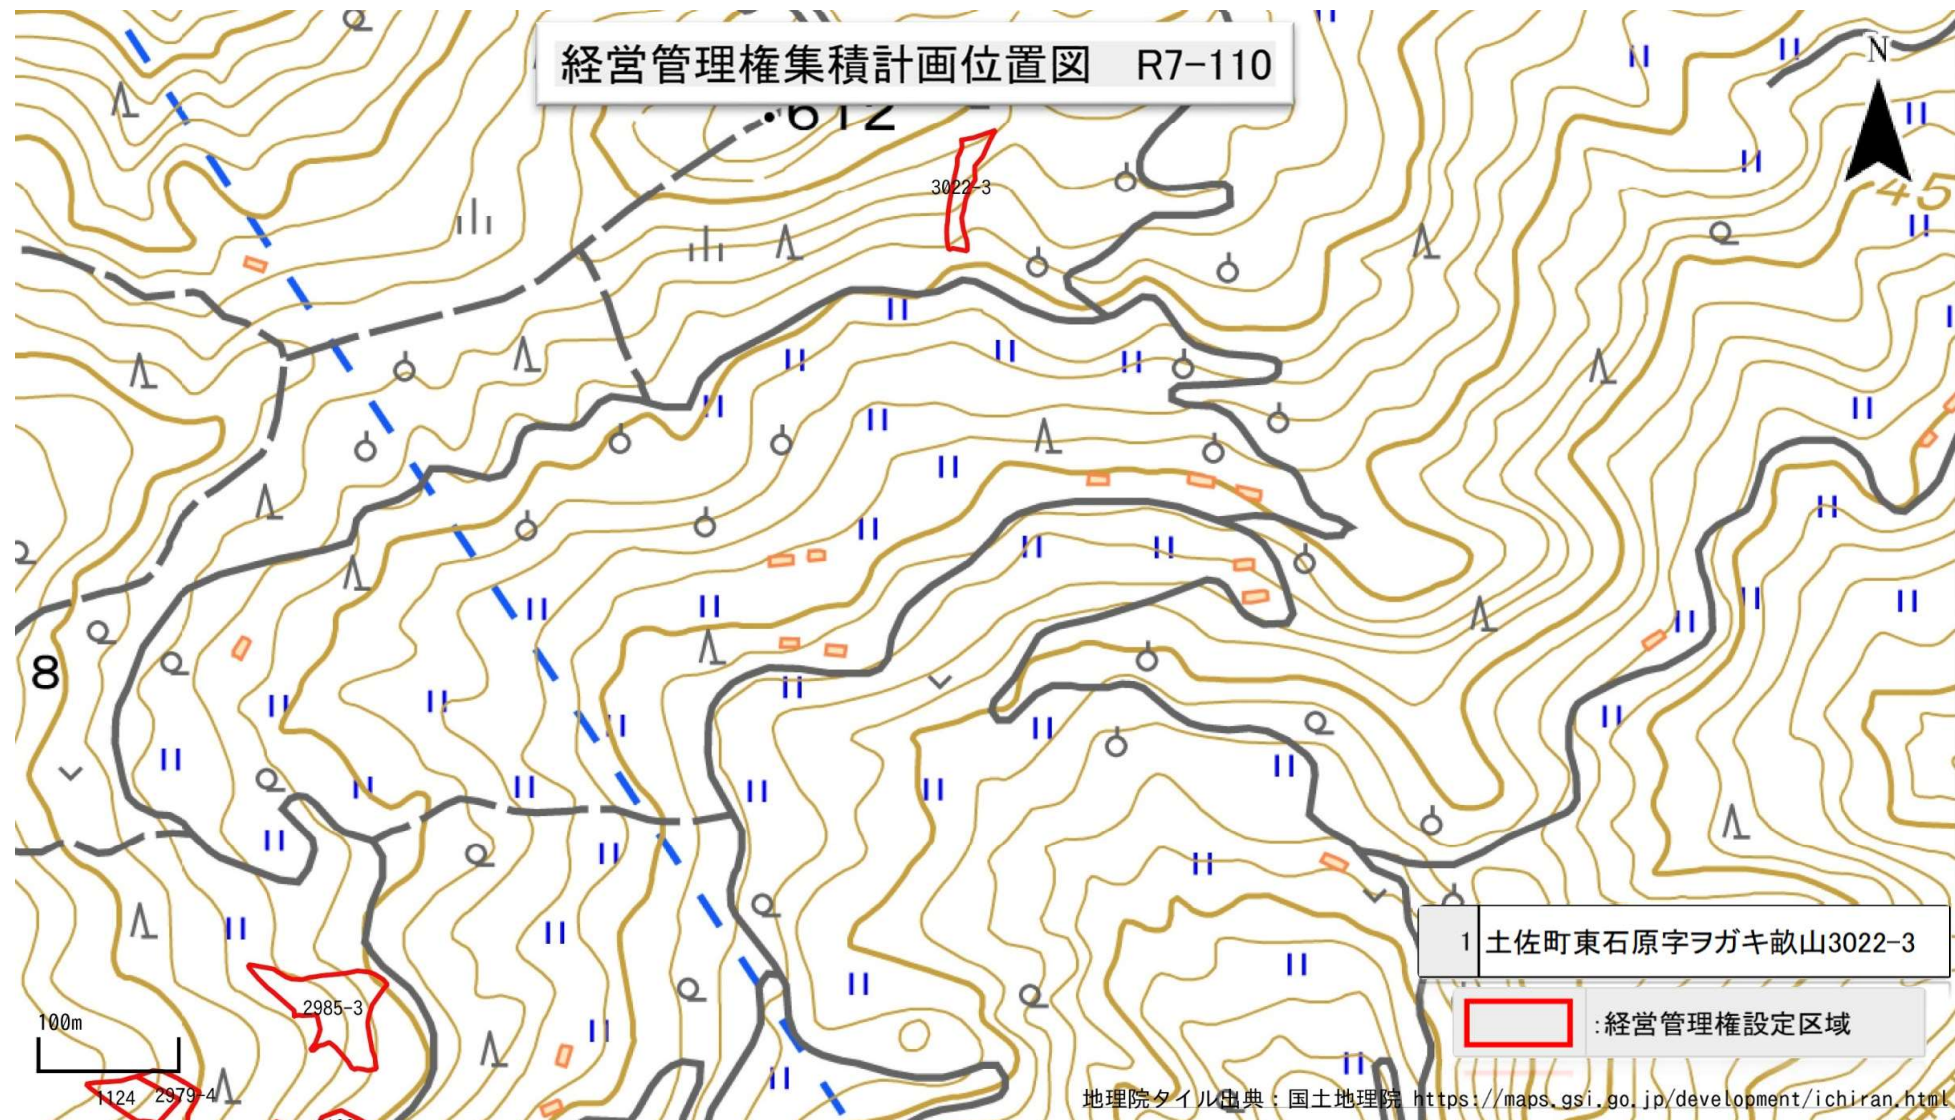 経営管理権集積計画位置図　R7-110
・612
N
45
3022-3
8
1 土佐町東石原字ヲガキ畝山3022-3
2985-3
100m
:経営管理権設定区域
1124 2979-4
地理院タイル出典：国土地理院 https://maps.gsi.go.jp/development/ichiran.html